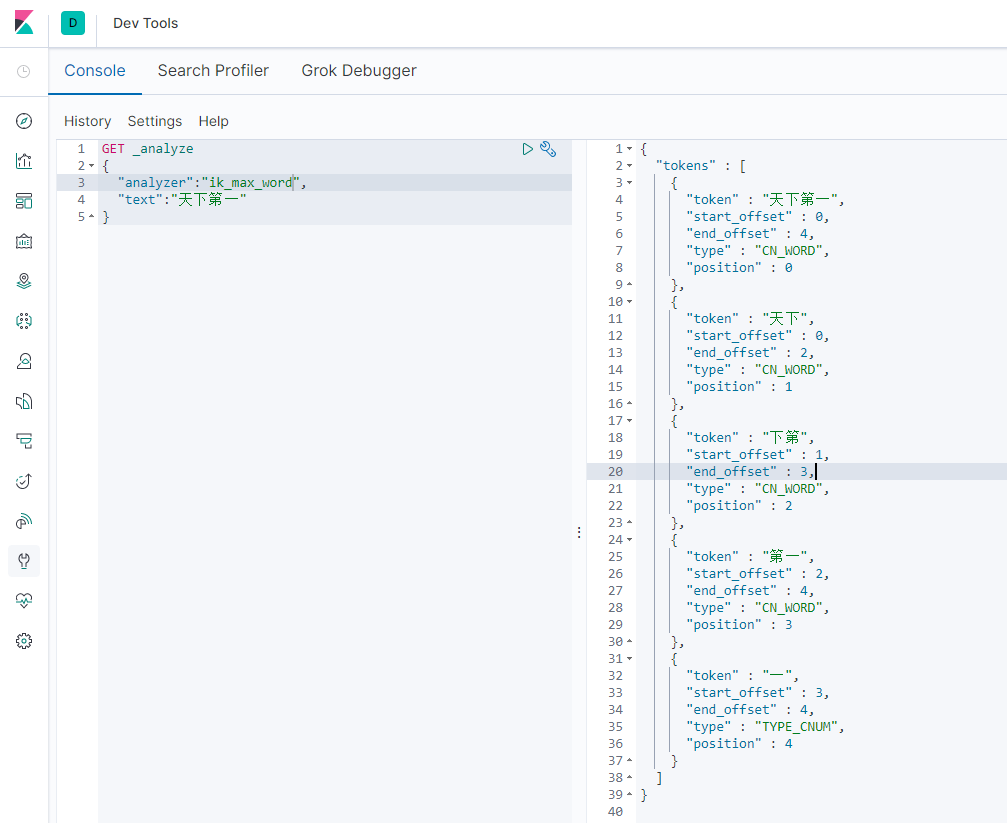 D Dev Tools
Console Search Profiler Grok Debugger
History Settings Help
1 GET _analyze
2 {
3 "analyzer":"ik_max_word",
4 "text":"天下第一"
5 }
1 {
2 "tokens" : [
3 {
4 "token" : "天下第一",
5 "start_offset" : 0,
6 "end_offset" : 4,
7 "type" : "CN_WORD",
8 "position" : 0
9 },
10 {
11 "token" : "天下",
12 "start_offset" : 0,
13 "end_offset" : 2,
14 "type" : "CN_WORD",
15 "position" : 1
16 },
17 {
18 "token" : "下第",
19 "start_offset" : 1,
20 "end_offset" : 3,
21 "type" : "CN_WORD",
22 "position" : 2
23 },
24 {
25 "token" : "第一",
26 "start_offset" : 2,
27 "end_offset" : 4,
28 "type" : "CN_WORD",
29 "position" : 3
30 },
31 {
32 "token" : "一",
33 "start_offset" : 3,
34 "end_offset" : 4,
35 "type" : "TYPE_CNUM",
36 "position" : 4
37 }
38 ]
39 }
40